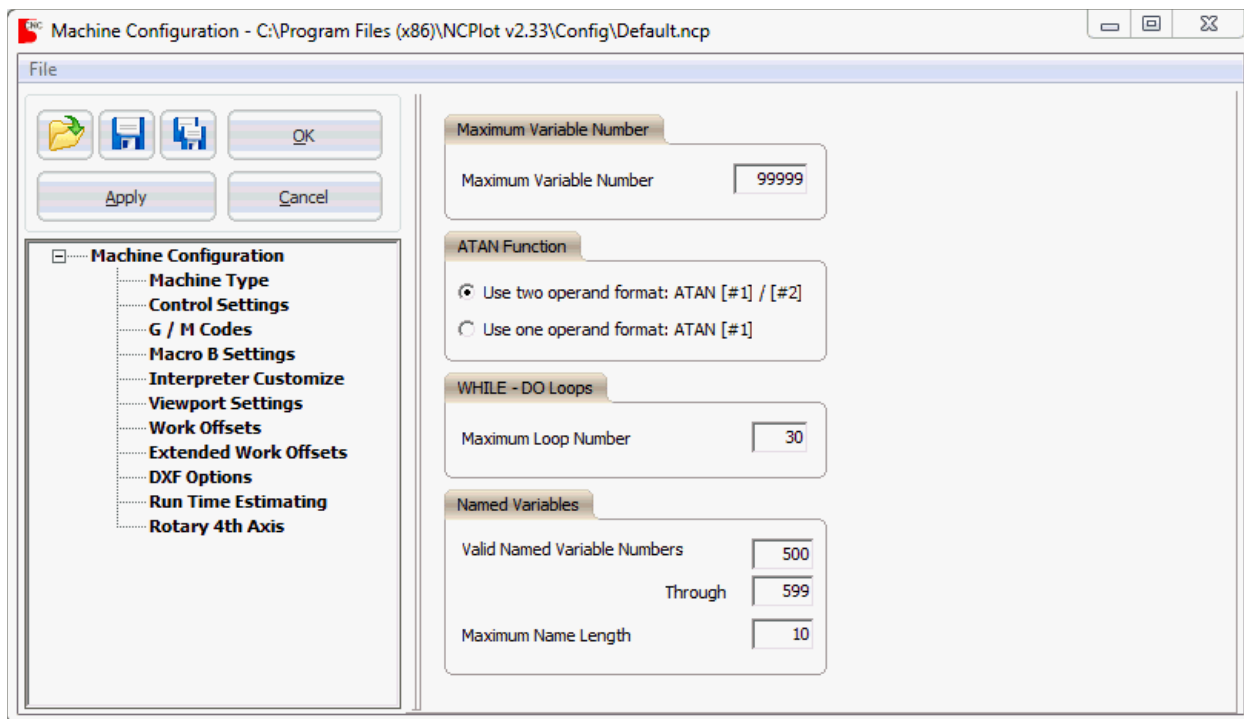 CNC
Machine Configuration - C:\Program Files (x86)\NCPlot v2.33\Config\Default.ncp
File
OK
Apply
Cancel
Machine Configuration
Machine Type
Control Settings
G / M Codes
Macro B Settings
Interpreter Customize
Viewport Settings
Work Offsets
Extended Work Offsets
DXF Options
Run Time Estimating
Rotary 4th Axis
Maximum Variable Number
Maximum Variable Number 99999
ATAN Function
Use two operand format: ATAN [#1] / [#2]
Use one operand format: ATAN [#1]
WHILE - DO Loops
Maximum Loop Number 30
Named Variables
Valid Named Variable Numbers 500
Through 599
Maximum Name Length 10